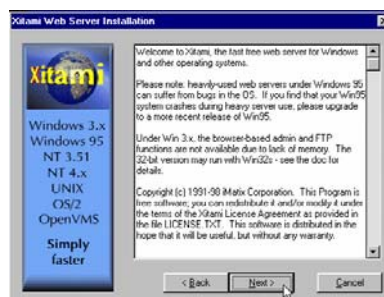 Xitami Web Server Installation
Xitami
Windows 3.x
Windows 95
NT 3.51
NT 4.x
UNIX
OS/2
OpenVMS
Simply
faster
Welcome to Xitami, the fast free web server for Windows
and other operating systems.
Please note: heavily-used web servers under Windows 95
can suffer from bugs in the OS. If you find that your Win95
system crashes during heavy server use, please upgrade
to a more recent release of Win95.
Under Win 3.x, the browser-based admin and FTP
functions are not available due to lack of memory. The
32-bit version may run with Win32s - see the doc for
details.
Copyright (c) 1991-98 iMatix Corporation. This Program is
free software; you can redistribute it and/or modify it under
the terms of the Xitami License Agreement as provided in
the file LICENSE.TXT. This software is distributed in the
hope that it will be useful, but without any warranty.
< Back
Next >
Cancel